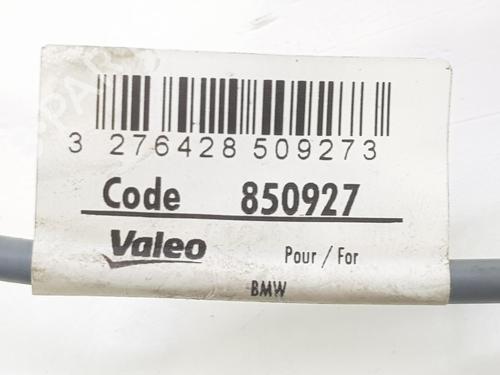 3 276428 509273
Code 850927
Valeo Pour / For
BMW